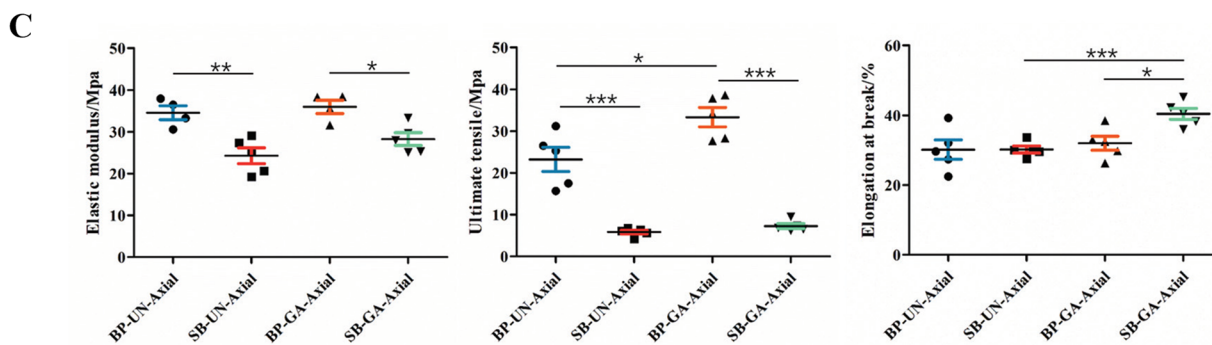 C
Elastic modulus/Mpa
50
40
30
20
10
0
**
*
BP-UN-Axial
SB-UN-Axial
BP-GA-Axial
SB-GA-Axial
Ultimate tensile/Mpa
50
40
30
20
10
0
*
***
***
BP-UN-Axial
SB-UN-Axial
BP-GA-Axial
SB-GA-Axial
Elongation at break/%
60
40
20
0
***
*
BP-UN-Axial
SB-UN-Axial
BP-GA-Axial
SB-GA-Axial